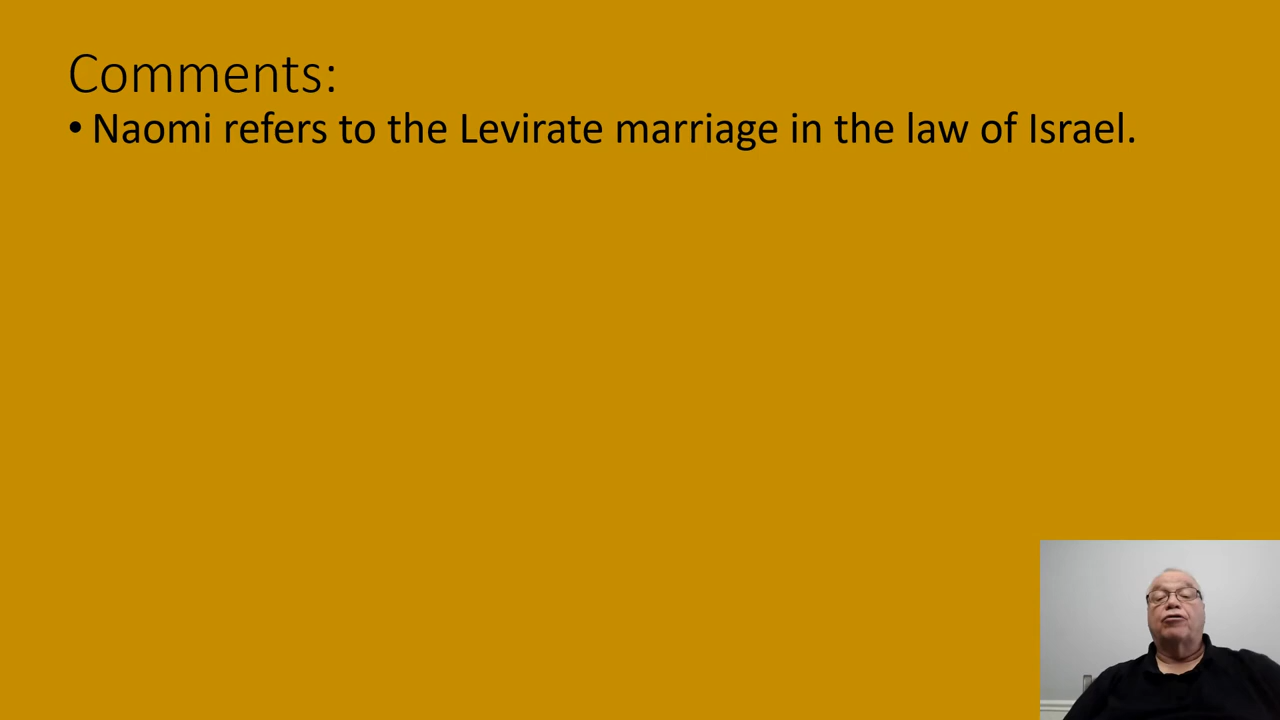 Comments:
• Naomi refers to the Levirate marriage in the law of Israel.